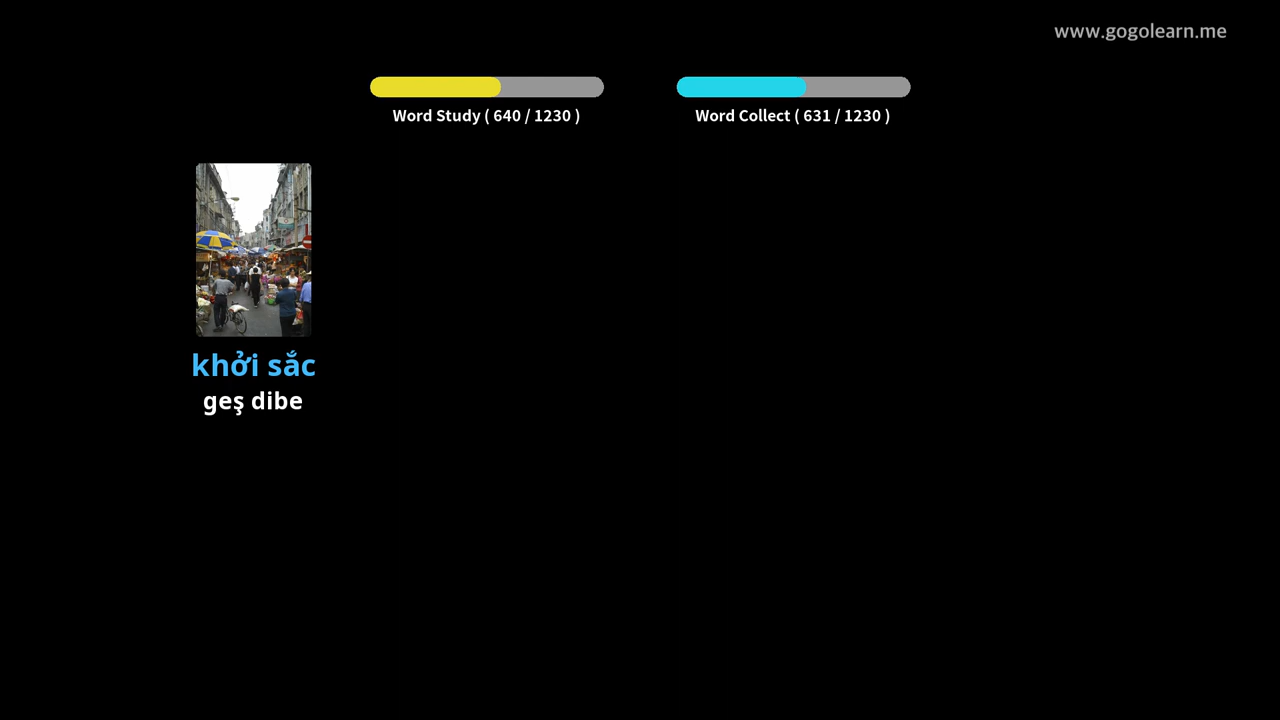 www.gogolearn.me
Word Study ( 640 / 1230 )
Word Collect ( 631 / 1230 )
khởi sắc
geş dibe